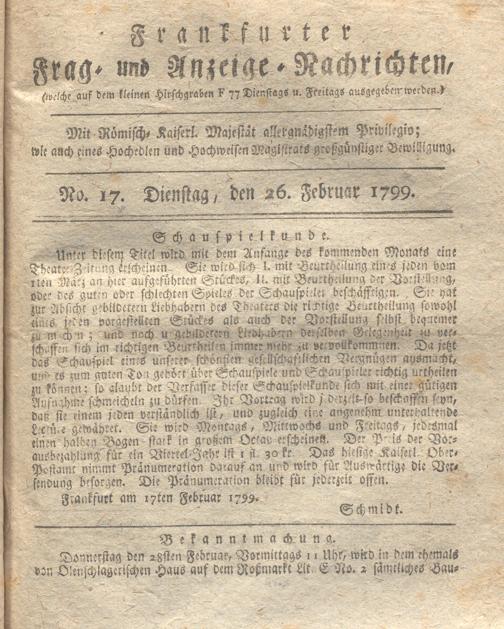 Frankfurter
Frag- und Anzeige-Nachrichten,
(welche auf dem kleinen Hirschgraben F 77 Dienstags u. Freitags ausgegeben werden.)
Mit Römisch-Kaiserl. Majestät allergnädigstem Privilegio;
wie auch eines Hochedlen und Hochweisen Magistrats großgünstiger Bewilligung.
No. 17. Dienstag, den 26. Februar 1799.
Schauspielkunde.
Unter diesem Titel wird mit dem Anfange des kommenden Monats eine
Theater-Zeitung erscheinen. Sie wird sich I. mit Beurtheilung eines jeden vom
1ten März an hier aufgeführten Stückes, II. mit Beurtheilung der Vorstellung,
oder des guten oder schlechten Spieles der Schauspieler beschäftigen. Sie hat
zur Absicht gebildetern Liebhabern des Theaters die richtige Beurtheilung sowohl
eines jeden vorgestellten Stückes als auch der Vorstellung selbst bequemer
zu machen; und noch ungebildetern Liebhabern desselben Gelegenheit zu ver-
schaffen sich im richtigen Beurtheilen immer mehr zu vervollkommnen. Da jetzt
das Schauspiel eines unserer schönsten gesellschaftlichen Vergnügen ausmacht,
und es zum guten Ton gehört über Schauspiele und Schauspieler richtig urtheilen
zu können; so glaubt der Verfasser dieser Schauspielkunde sich mit einer gütigen
Aufnahme schmeicheln zu dürfen. Ihr Vortrag wird jederzeit so beschaffen seyn,
daß sie einem jeden verständlich ist, und zugleich eine angenehm unterhaltende
Lectüre gewähret. Sie wird Montags, Mittwochs und Freitags, jedesmal
einen halben Bogen stark in großem Octav erscheinen. Der Preis der Vor-
ausbezahlung für ein Viertel-Jahr ist 1 fl. 30 kr. Das hiesige Kaiserl. Ober-
Postamt nimmt Pränumeration darauf an und wird für Auswärtige die Ver-
sendung besorgen. Die Pränumeration bleibt für jederzeit offen.
Frankfurt am 17ten Februar 1799.
Schmidt.
Bekanntmachung.
Donnerstag den 28sten Februar, Vormittags 11 Uhr, wird in dem ehemals
von Olenschlagerischen Haus auf dem Roßmarkt Lit. E No. 2 sämtliches Bau-